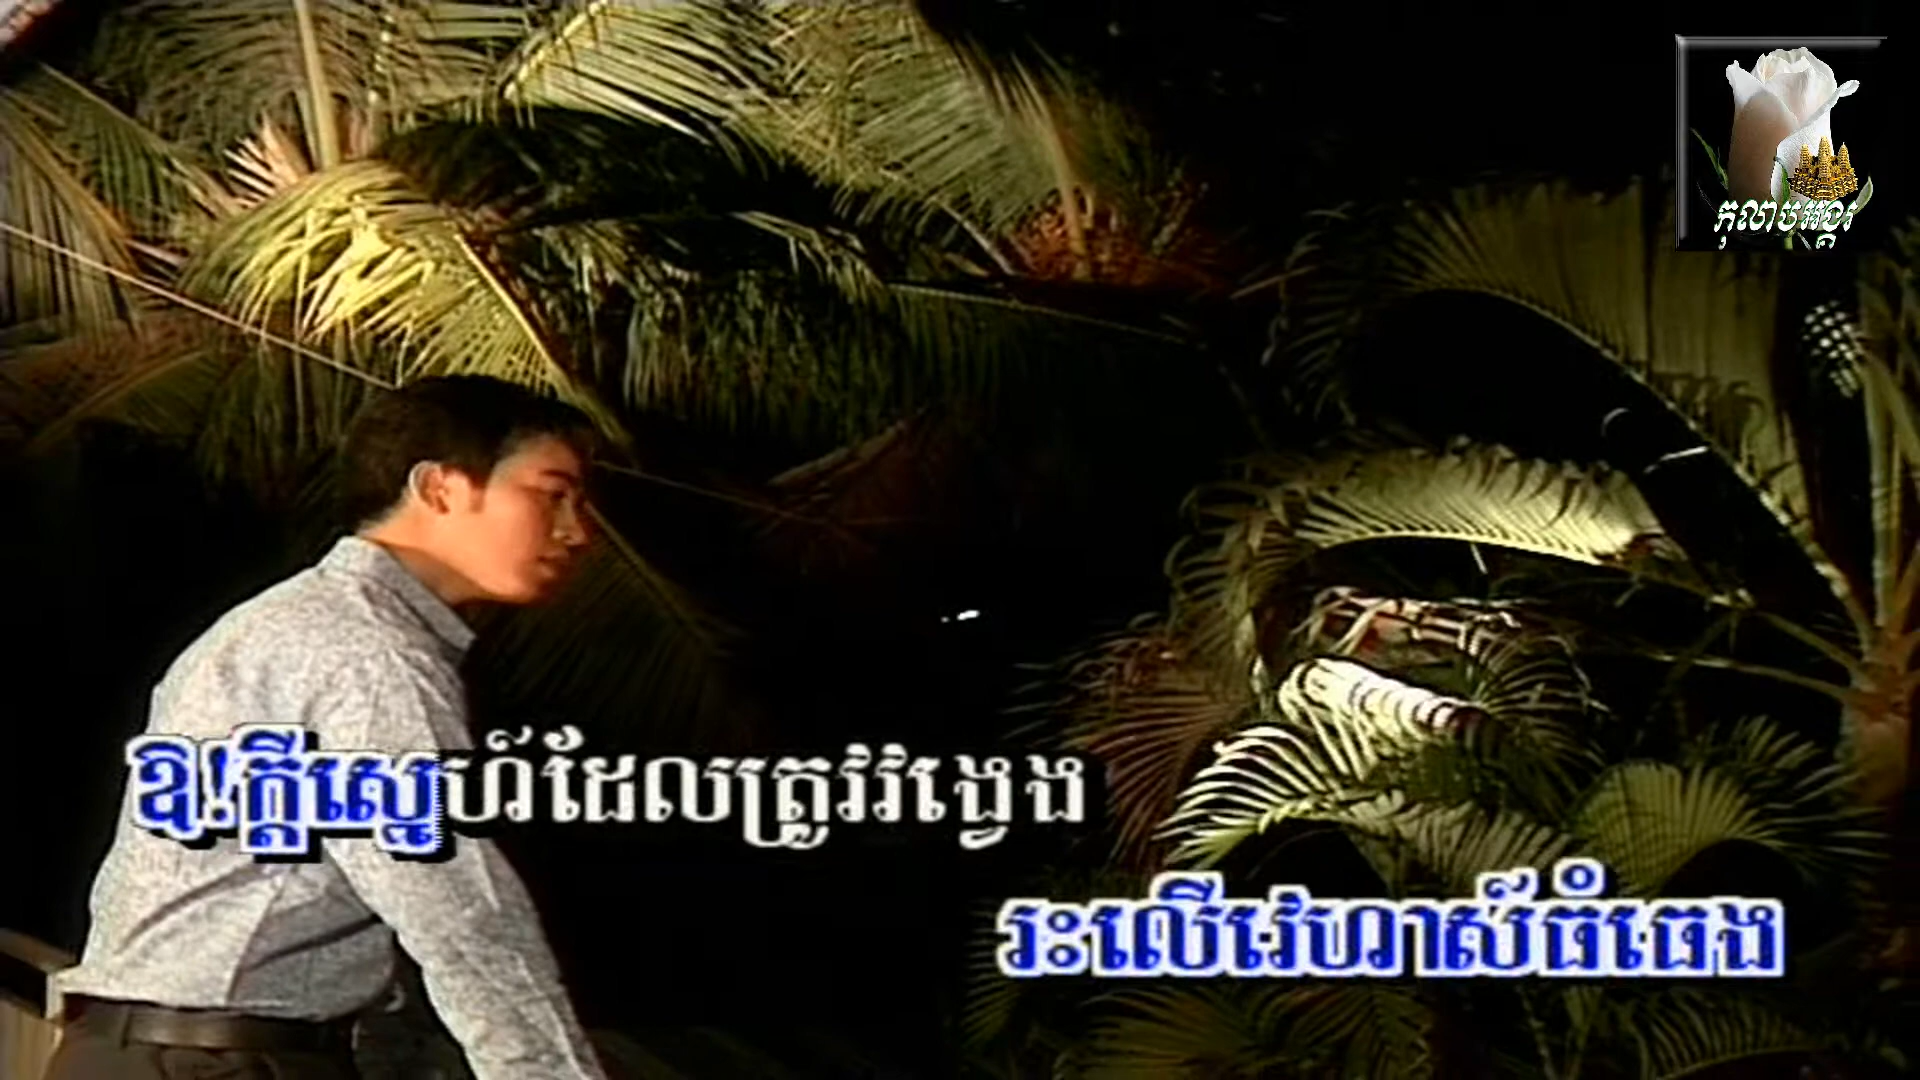 កុលាបអង្គរ
ឱ!ក្ដីស្នេហ៍ដែលត្រូវវង្វេង
រះលើវេហាស៍ធំធេង